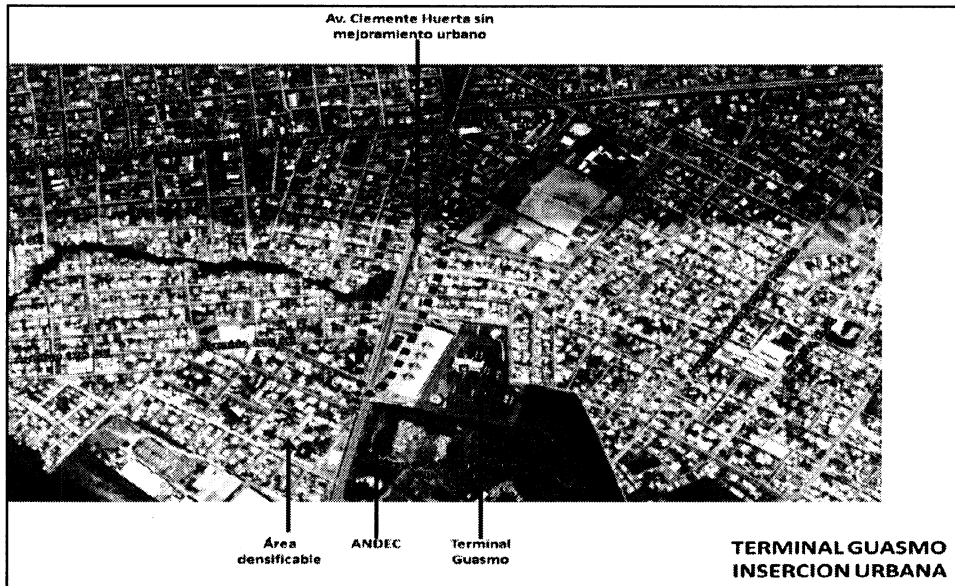 Av. Clemente Huerta sin
mejoramiento urbano
Área
densificable
ANDEC
Terminal
Guasmo
TERMINAL GUASMO
INSERCION URBANA